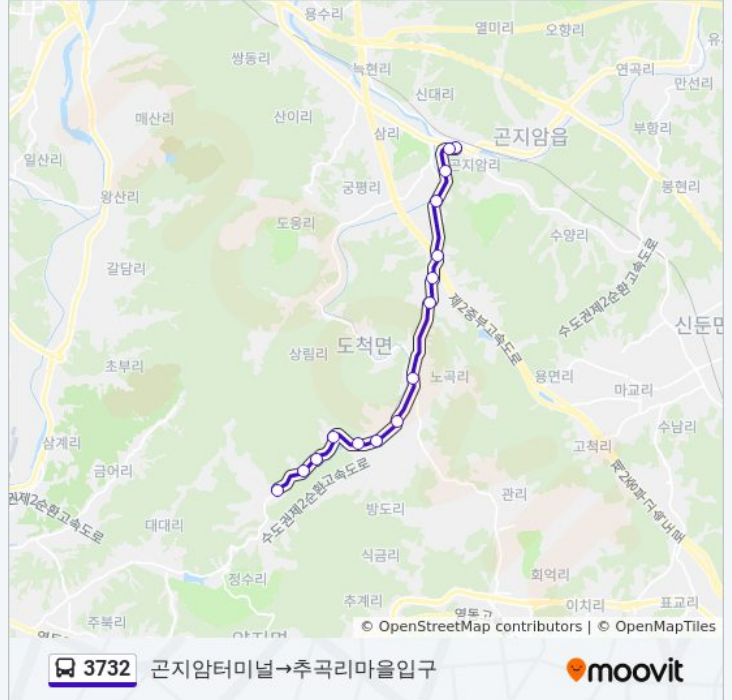 용수리
열미리
오향리
쌍동리
녹현리
연곡리
만선리
신대리
매산리
산이리
삼리
곤지암읍
부항리
일산리
곤지암리
왕산리
궁평리
봉현리
도웅리
수양리
갈담리
수도권제2순환고속도로
제2중부고속도로
신둔면
도척면
상림리
초부리
노곡리
용면리
마교리
수남리
삼계리
고척리
금어리
수도권제2순환고속도로
권제2순환고속도로
관리
방도리
대대리
식금리
정수리
회억리
추계리
이치리
표교리
주북리
© OpenStreetMap contributors | © OpenMapTiles
3732 곤지암터미널→추곡리마을입구
moovit